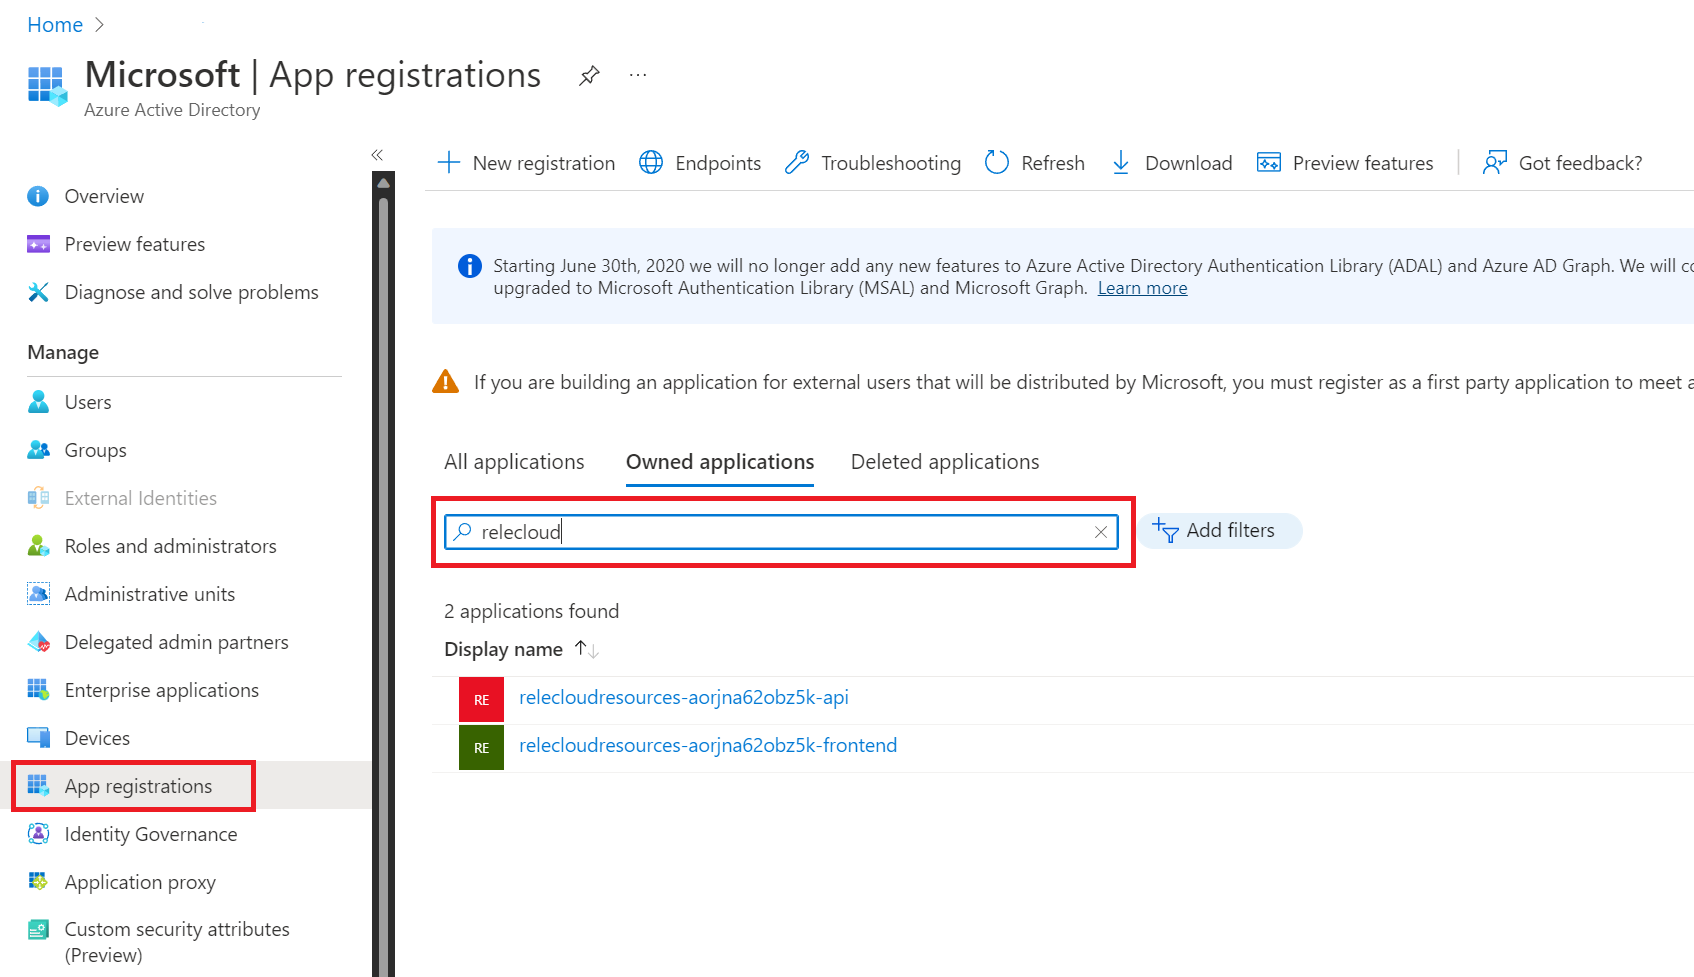 Home
Microsoft | App registrations
Azure Active Directory
New registration Endpoints Troubleshooting Refresh Download Preview features Got feedback?
Overview
Preview features
Diagnose and solve problems
Manage
Users
Groups
External Identities
Roles and administrators
Administrative units
Delegated admin partners
Enterprise applications
Devices
App registrations
Identity Governance
Application proxy
Custom security attributes
(Preview)
Starting June 30th, 2020 we will no longer add any new features to Azure Active Directory Authentication Library (ADAL) and Azure AD Graph. We will
upgraded to Microsoft Authentication Library (MSAL) and Microsoft Graph. Learn more
If you are building an application for external users that will be distributed by Microsoft, you must register as a first party application to meet
All applications Owned applications Deleted applications
relecloud
Add filters
2 applications found
Display name
RE relecloudresources-aorjna62obz5k-api
RE relecloudresources-aorjna62obz5k-frontend